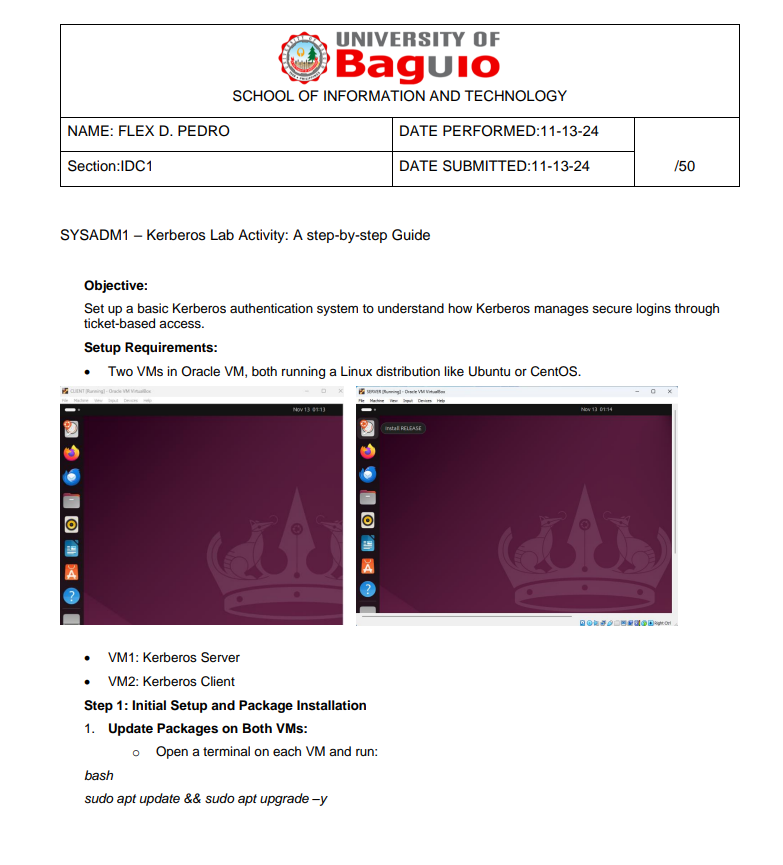 UNIVERSITY OF
Baguio
SCHOOL OF INFORMATION AND TECHNOLOGY
NAME: FLEX D. PEDRO
DATE PERFORMED:11-13-24
Section:IDC1
DATE SUBMITTED:11-13-24
/50
SYSADM1 – Kerberos Lab Activity: A step-by-step Guide
Objective:
Set up a basic Kerberos authentication system to understand how Kerberos manages secure logins through
ticket-based access.
Setup Requirements:
• Two VMs in Oracle VM, both running a Linux distribution like Ubuntu or CentOS.
CLIENT [Running] - Oracle VM VirtualBox
File Machine View Input Devices Help
Nov 13 01:13
SERVER [Running] - Oracle VM VirtualBox
File Machine View Input Devices Help
Nov 13 01:14
Install RELEASE
Right Ctrl
• VM1: Kerberos Server
• VM2: Kerberos Client
Step 1: Initial Setup and Package Installation
1. Update Packages on Both VMs:
o Open a terminal on each VM and run:
bash
sudo apt update && sudo apt upgrade –y